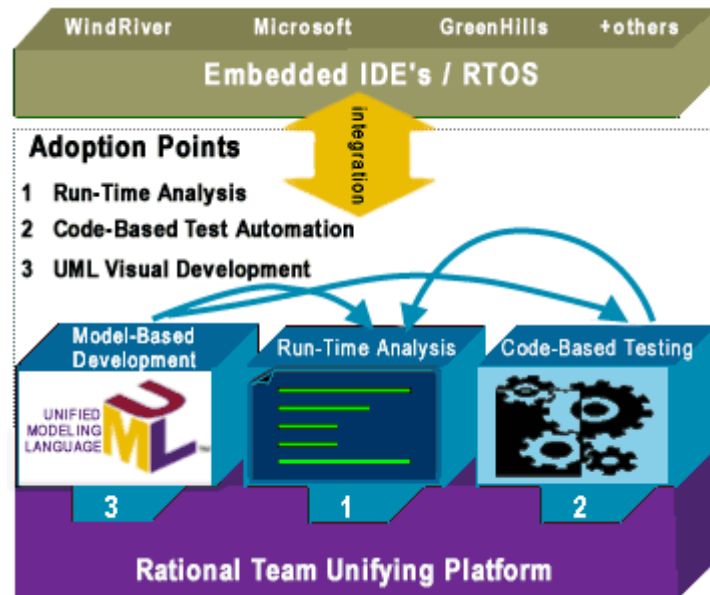 WindRiver Microsoft GreenHills +others
Embedded IDE's / RTOS
integration
Adoption Points
1 Run-Time Analysis
2 Code-Based Test Automation
3 UML Visual Development
Model-Based
Development
Run-Time Analysis
Code-Based Testing
UNIFIED
MODELING
LANGUAGE
UML™
3
1
2
Rational Team Unifying Platform